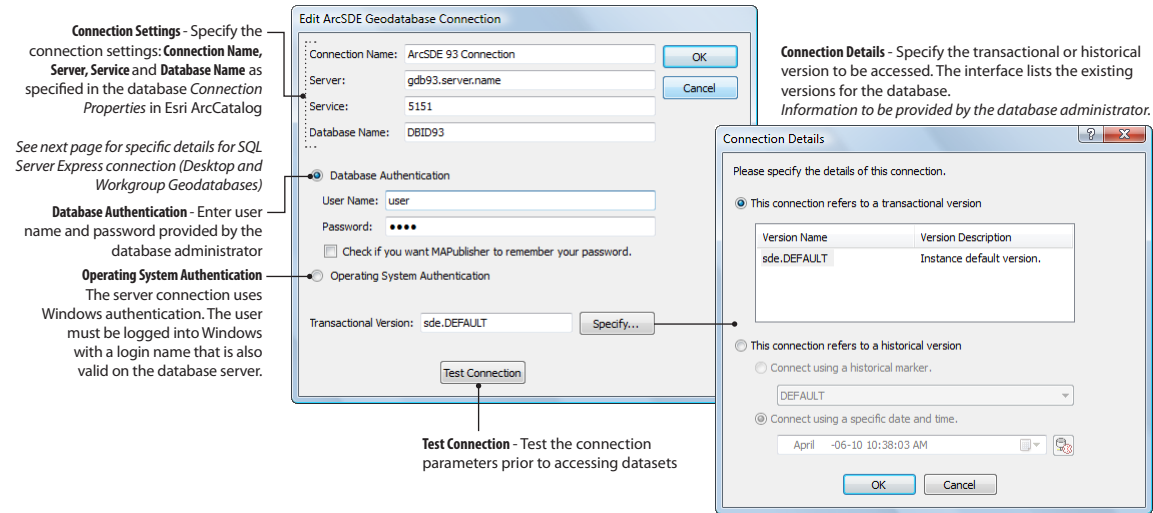 Connection Settings - Specify the
connection settings: Connection Name,
Server, Service and Database Name as
specified in the database Connection
Properties in Esri ArcCatalog
See next page for specific details for SQL
Server Express connection (Desktop and
Workgroup Geodatabases)
Database Authentication - Enter user
name and password provided by the
database administrator
Operating System Authentication
The server connection uses
Windows authentication. The user
must be logged into Windows
with a login name that is also
valid on the database server.
Edit ArcSDE Geodatabase Connection
Connection Name: ArcSDE 93 Connection
OK
Server: gdb93.server.name
Cancel
Service: 5151
Database Name: DBID93
Database Authentication
User Name: user
Password: ••••
Check if you want MAPublisher to remember your password.
Operating System Authentication
Transactional Version: sde.DEFAULT
Specify...
Test Connection
Test Connection - Test the connection
parameters prior to accessing datasets
Connection Details - Specify the transactional or historical
version to be accessed. The interface lists the existing
versions for the database.
Information to be provided by the database administrator.
Connection Details
? X
Please specify the details of this connection.
This connection refers to a transactional version
Version Name Version Description
sde.DEFAULT Instance default version.
This connection refers to a historical version
Connect using a historical marker.
DEFAULT
Connect using a specific date and time.
April -06-10 10:38:03 AM
OK Cancel